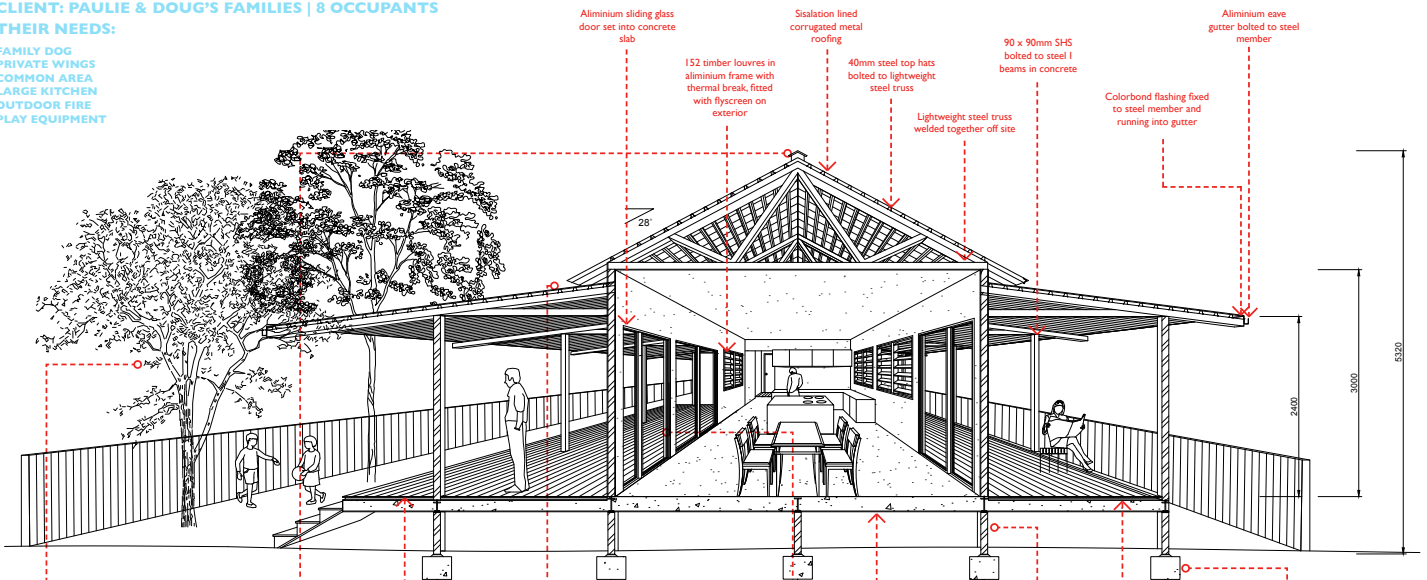 CLIENT: PAULIE & DOUG'S FAMILIES | 8 OCCUPANTS
THEIR NEEDS:
FAMILY DOG
PRIVATE WINGS
COMMON AREA
LARGE KITCHEN
OUTDOOR FIRE
PLAY EQUIPMENT
Aliminium sliding glass
door set into concrete
slab
152 timber louvres in
aliminium frame with
thermal break, fitted
with flyscreen on
exterior
Sisalation lined
corrugated metal
roofing
40mm steel top hats
bolted to lightweight
steel truss
Lightweight steel truss
welded together off site
90 x 90mm SHS
bolted to steel I
beams in concrete
Colorbond flashing fixed
to steel member and
running into gutter
Aliminium eave
gutter bolted to steel
member
28'
2400
3000
5320